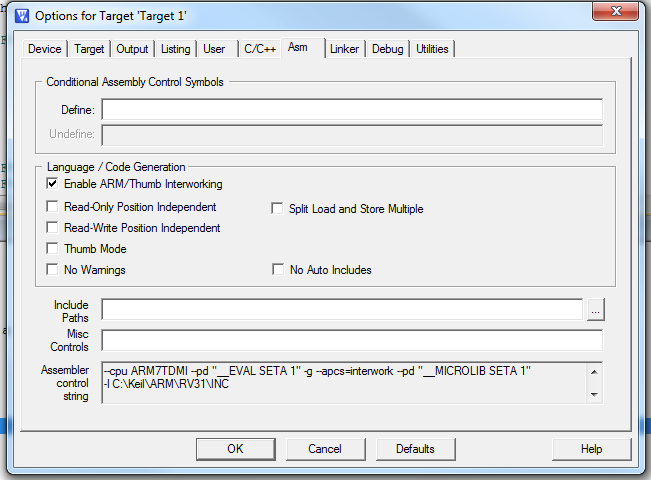 Options for Target 'Target 1'
Device Target Output Listing User C/C++ Asm Linker Debug Utilities
Conditional Assembly Control Symbols
Define:
Undefine:
Language / Code Generation
Enable ARM/Thumb Interworking
Read-Only Position Independent Split Load and Store Multiple
Read-Write Position Independent
Thumb Mode
No Warnings No Auto Includes
Include
Paths
...
Misc
Controls
Assembler
control
string
--cpu ARM7TDMI --pd "__EVAL SETA 1" -g --apcs=interwork --pd "__MICROLIB SETA 1"
-I C:\Keil\ARM\RV31\INC
OK Cancel Defaults Help